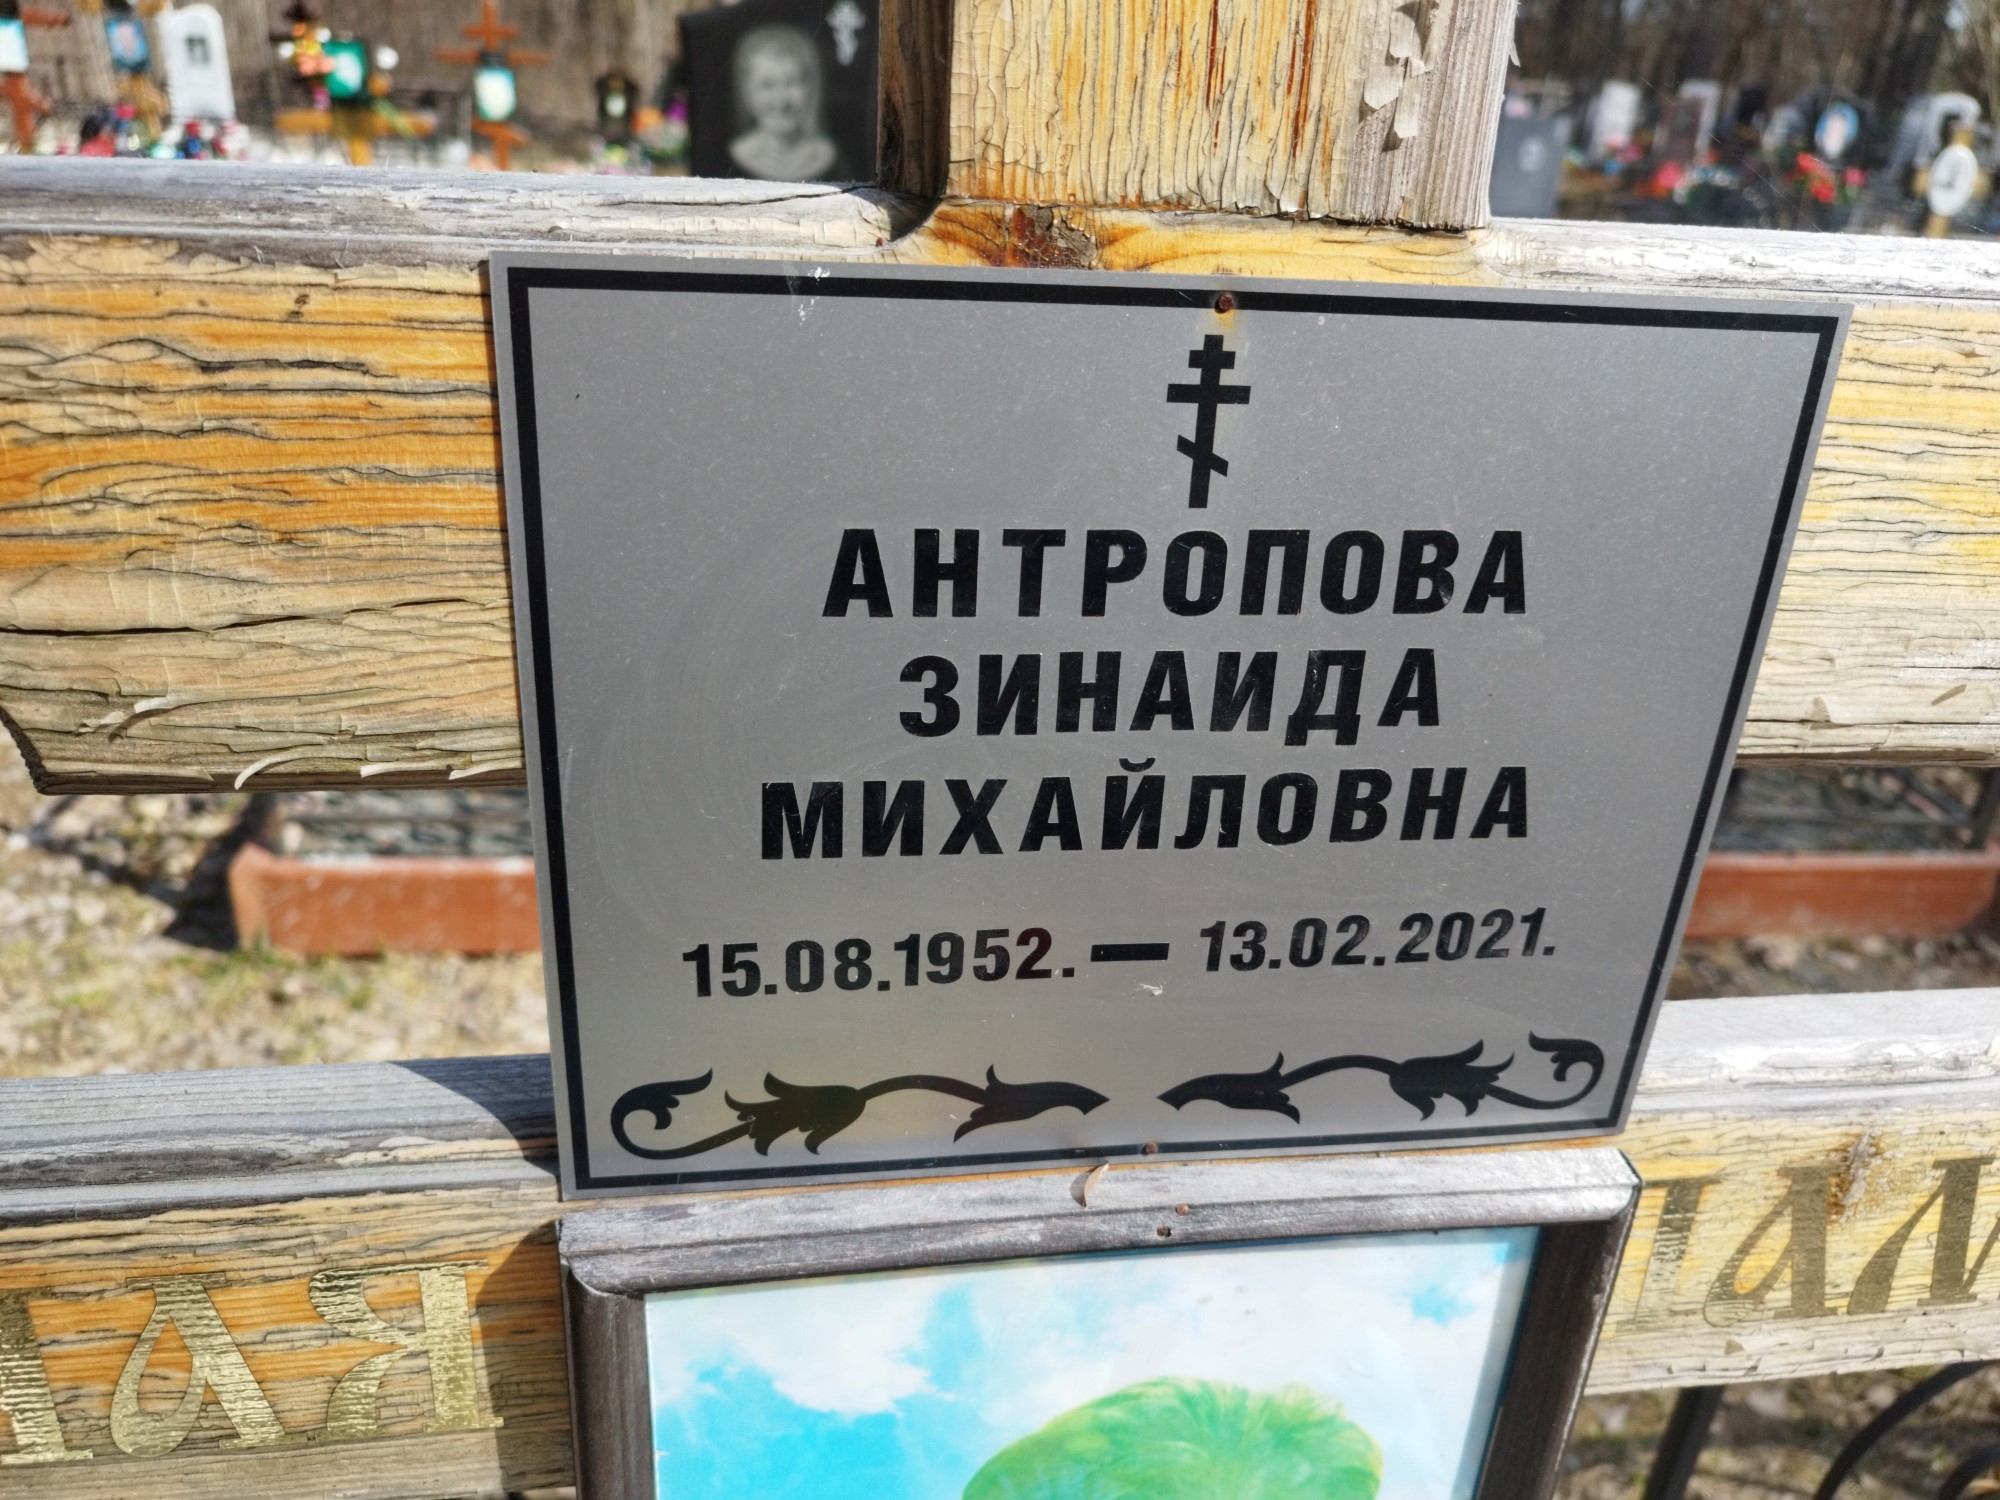 АНТРОПОВА
ЗИНАИДА
МИХАЙЛОВНА
15.08.1952. — 13.02.2021.